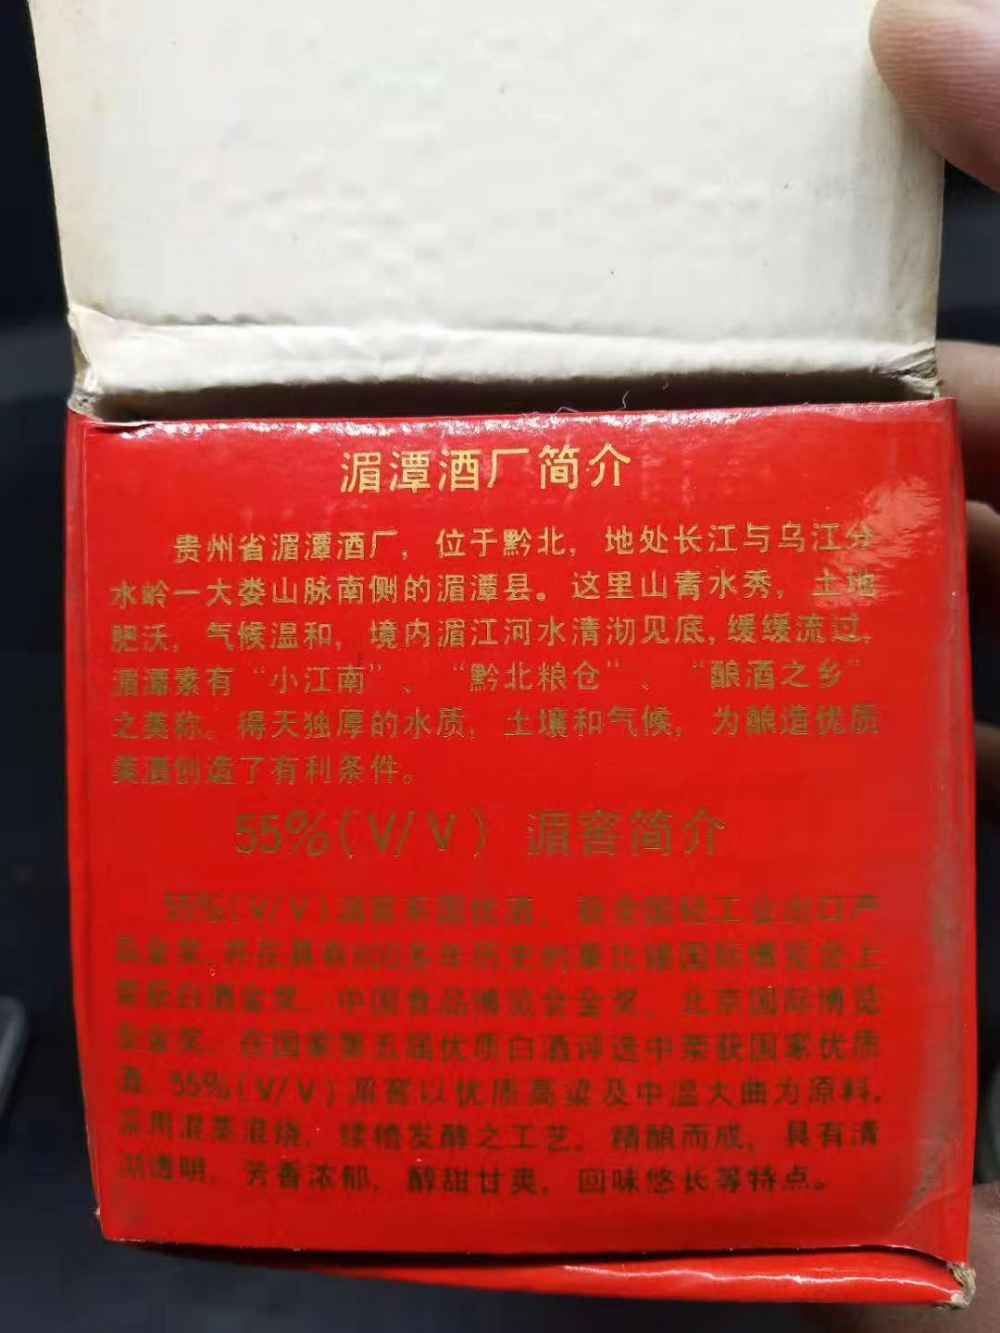 湄潭酒厂简介
贵州省湄潭酒厂，位于黔北，地处长江与乌江分
水岭一大娄山脉南侧的湄潭县。这里山青水秀，土地
肥沃，气候温和，境内湄江河水清沏见底，缓缓流过，
湄潭素有“小江南”、“黔北粮仓”、“酿酒之乡”
之美称。得天独厚的水质，土壤和气候，为酿造优质
美酒创造了有利条件。
55%(V/V) 湄窖简介
55%(V/V)湄窖系国优酒，获全国轻工业出口产
品金奖，并在具有800多年历史的莱比锡国际博览会上
荣获白酒金奖，中国食品博览会金奖，北京国际博览
会金奖，在国家第五届优质白酒评选中荣获国家优质
酒，55%(V/V)湄窖以优质高粱及中温大曲为原料，
采用混蒸混烧，续糟发酵之工艺，精酿而成，具有清
透明，芳香浓郁，醇甜甘爽，回味悠长等特点。